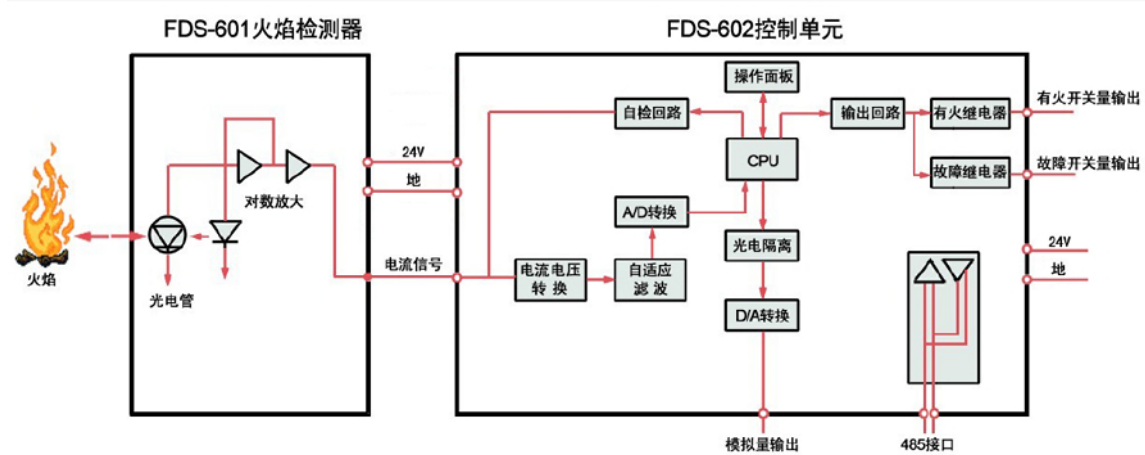 FDS-601火焰检测器
FDS-602控制单元
操作面板
自检回路
输出回路
有火继电器
有火开关量输出
CPU
24V
地
对数放大
故障继电器
故障开关量输出
A/D转换
光电隔离
24V
地
电流信号
电流电压
转 换
自适应
滤 波
火焰
光电管
D/A转换
模拟量输出
485接口